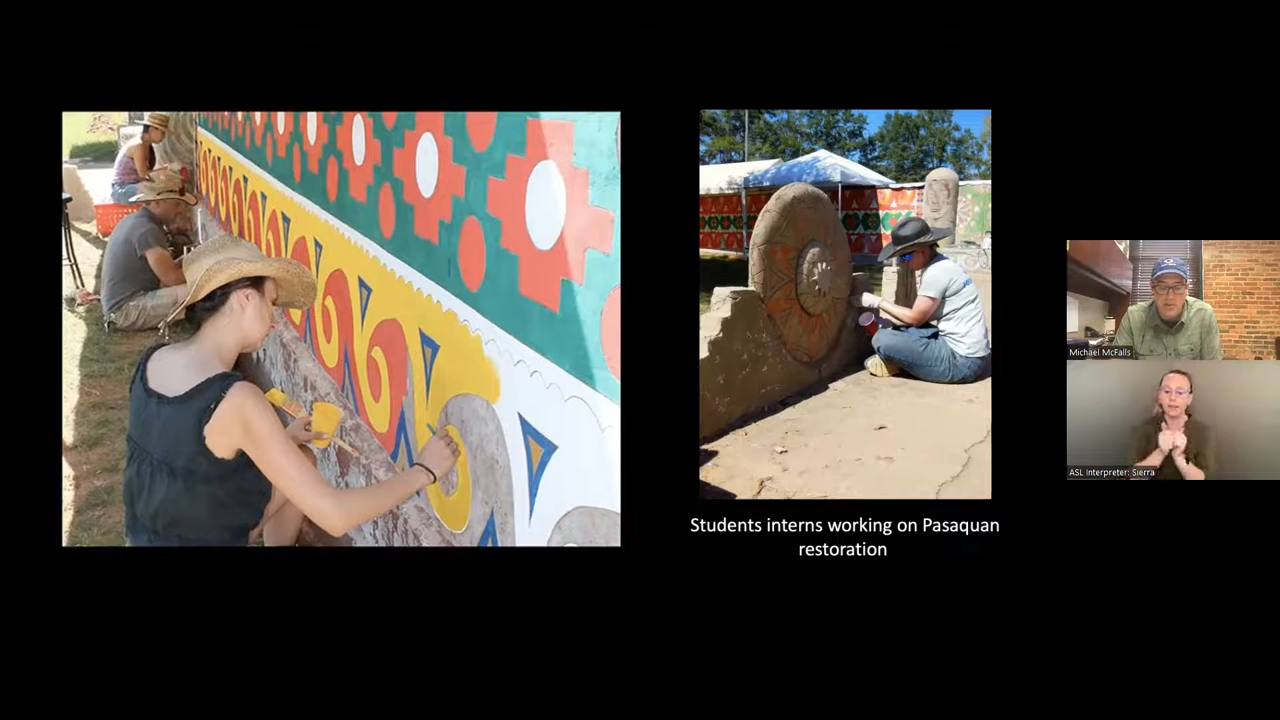 Students interns working on Pasaquan
restoration
Michael McFalls
ASL Interpreter: Sierra